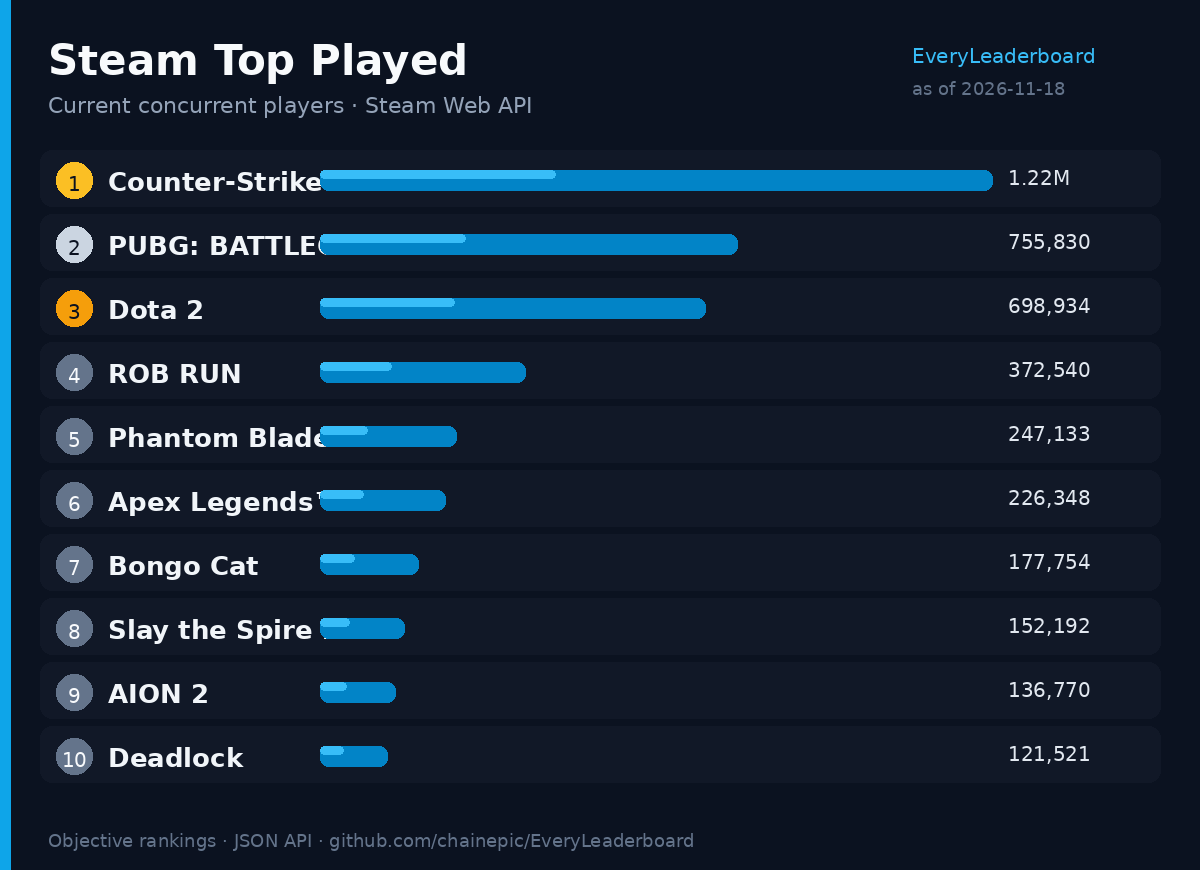 Steam Top Played
EveryLeaderboard
Current concurrent players · Steam Web API
as of 2026-11-18
1 Counter-Strike 1.22M
2 PUBG: 755,830
3 Dota 2 698,934
4 ROB RUN 372,540
5 Phantom Blade 247,133
6 Apex Legends 226,348
7 Bongo Cat 177,754
8 Slay the Spire 152,192
9 AION 2 136,770
10 Deadlock 121,521
Objective rankings · JSON API · github.com/chainepic/EveryLeaderboard